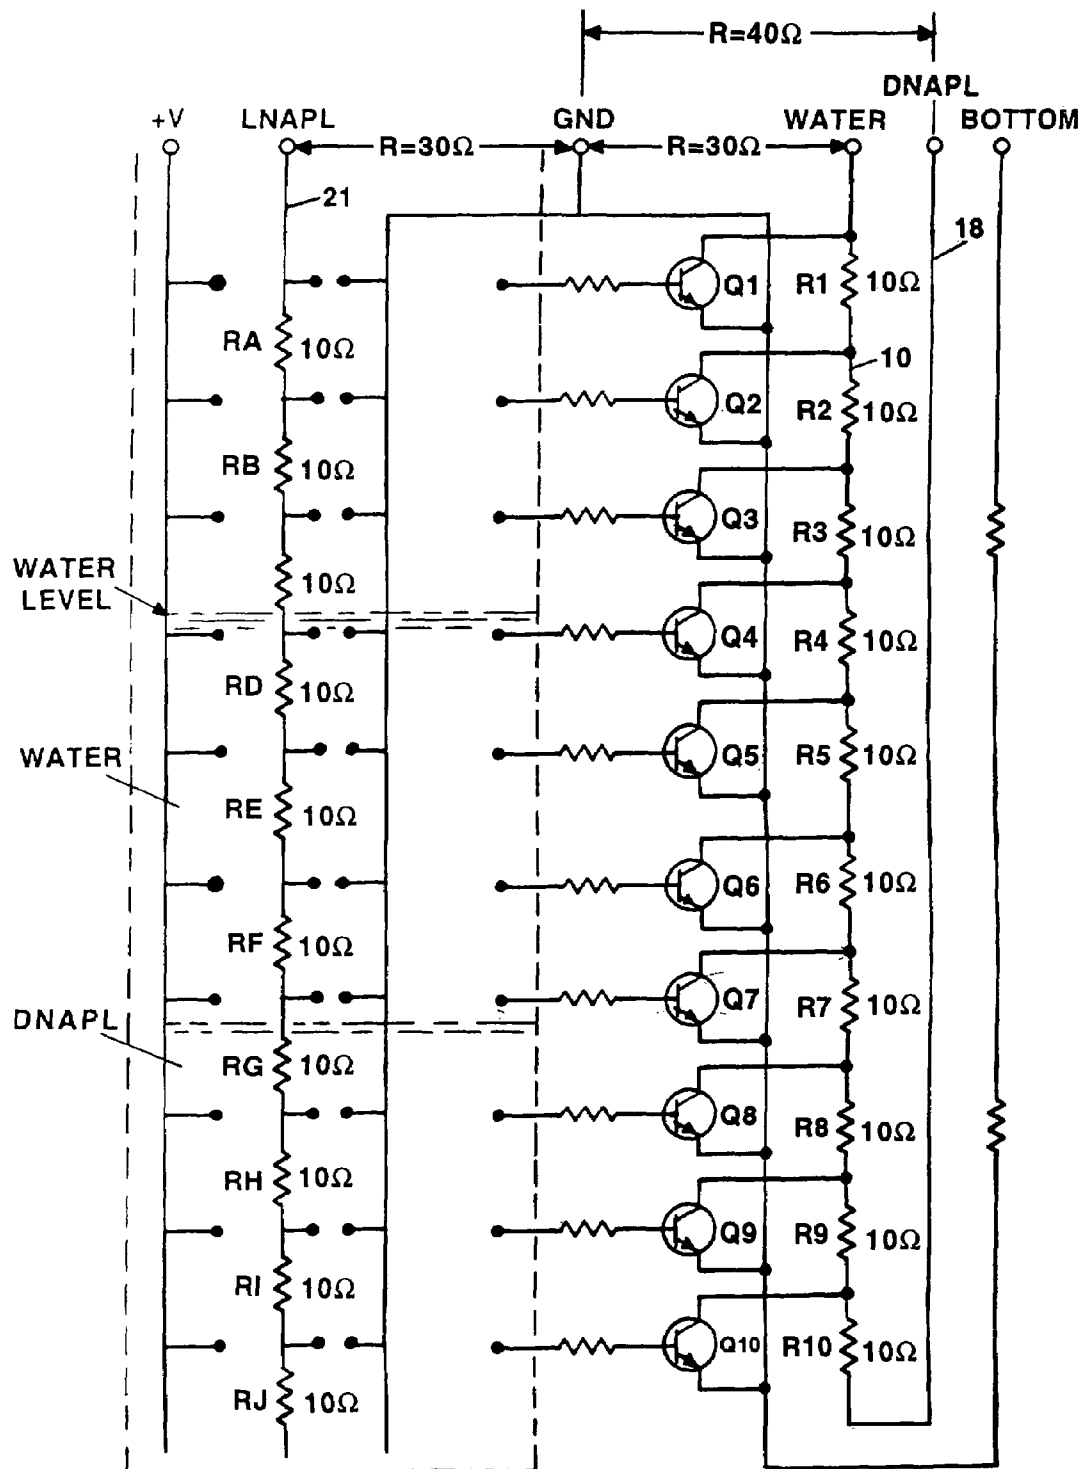 R=40Ω
DNAPL
+V LNAPL GND WATER BOTTOM
R=30Ω R=30Ω
21
18
Q1 R1 10Ω
RA 10Ω
10
Q2 R2 10Ω
RB 10Ω
Q3 R3 10Ω
WATER
LEVEL
10Ω
Q4 R4 10Ω
RD 10Ω
WATER
Q5 R5 10Ω
RE 10Ω
Q6 R6 10Ω
RF 10Ω
Q7 R7 10Ω
DNAPL
RG 10Ω
Q8 R8 10Ω
RH 10Ω
Q9 R9 10Ω
RI 10Ω
Q10 R10 10Ω
RJ 10Ω